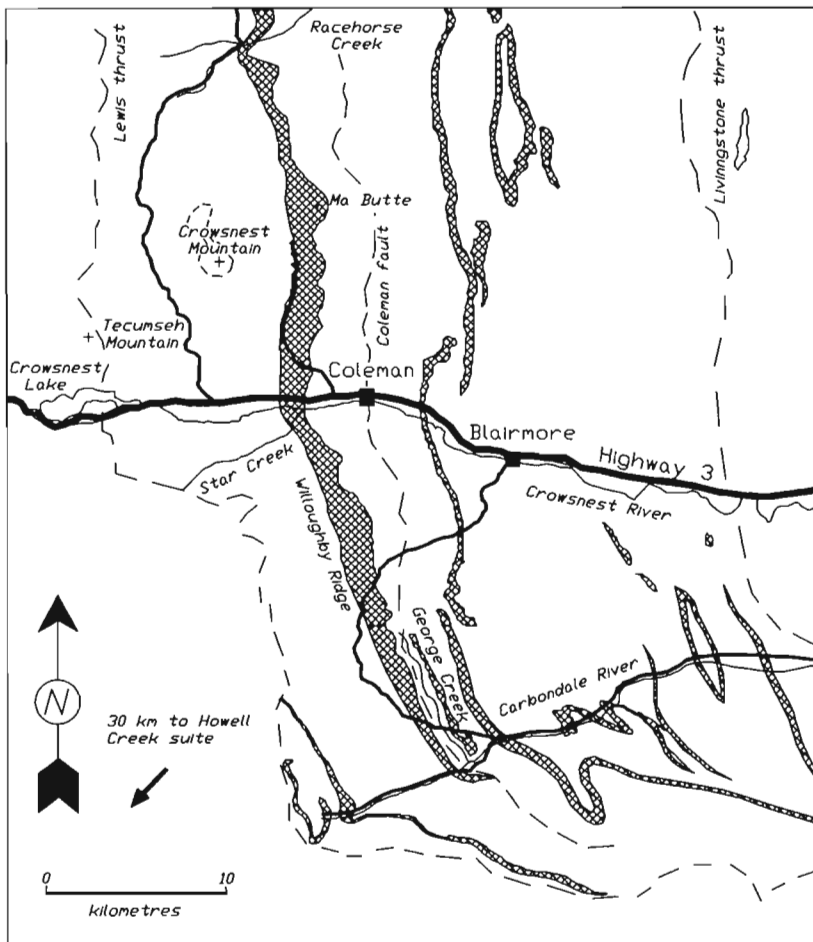 Racehorse
Creek
Lewis thrust
Livinngstone thrust
Ma Butte
Crowsnest
Mountain
Coleman fault
Tecumseh
Mountain
Crowsnest
Lake
Coleman
Blairmore
Highway 3
Star Creek
Crowsnest River
Willoughby Ridge
George Creek
Carbondale River
N
30 km to Howell
Creek suite
0 10
kilometres